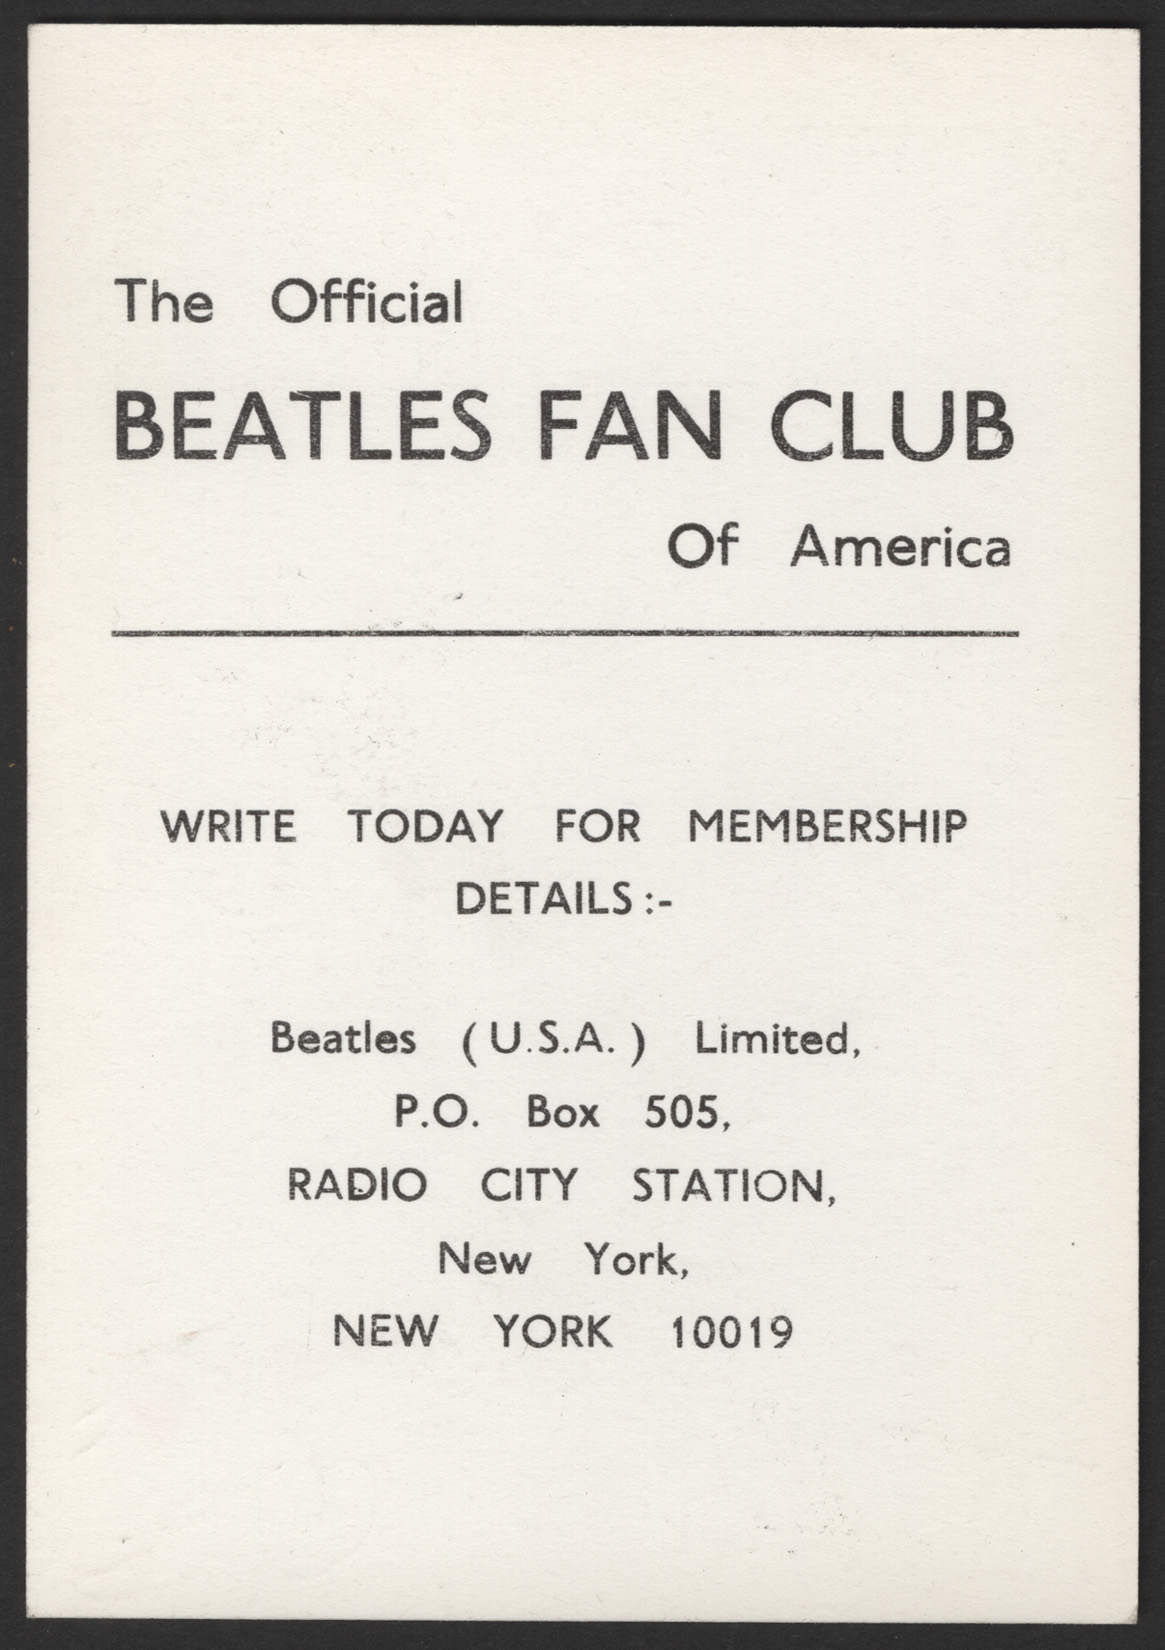 The Official
BEATLES FAN CLUB
Of America
WRITE TODAY FOR MEMBERSHIP
DETAILS :-
Beatles (U.S.A.) Limited,
P.O. Box 505,
RADIO CITY STATION,
New York,
NEW YORK 10019